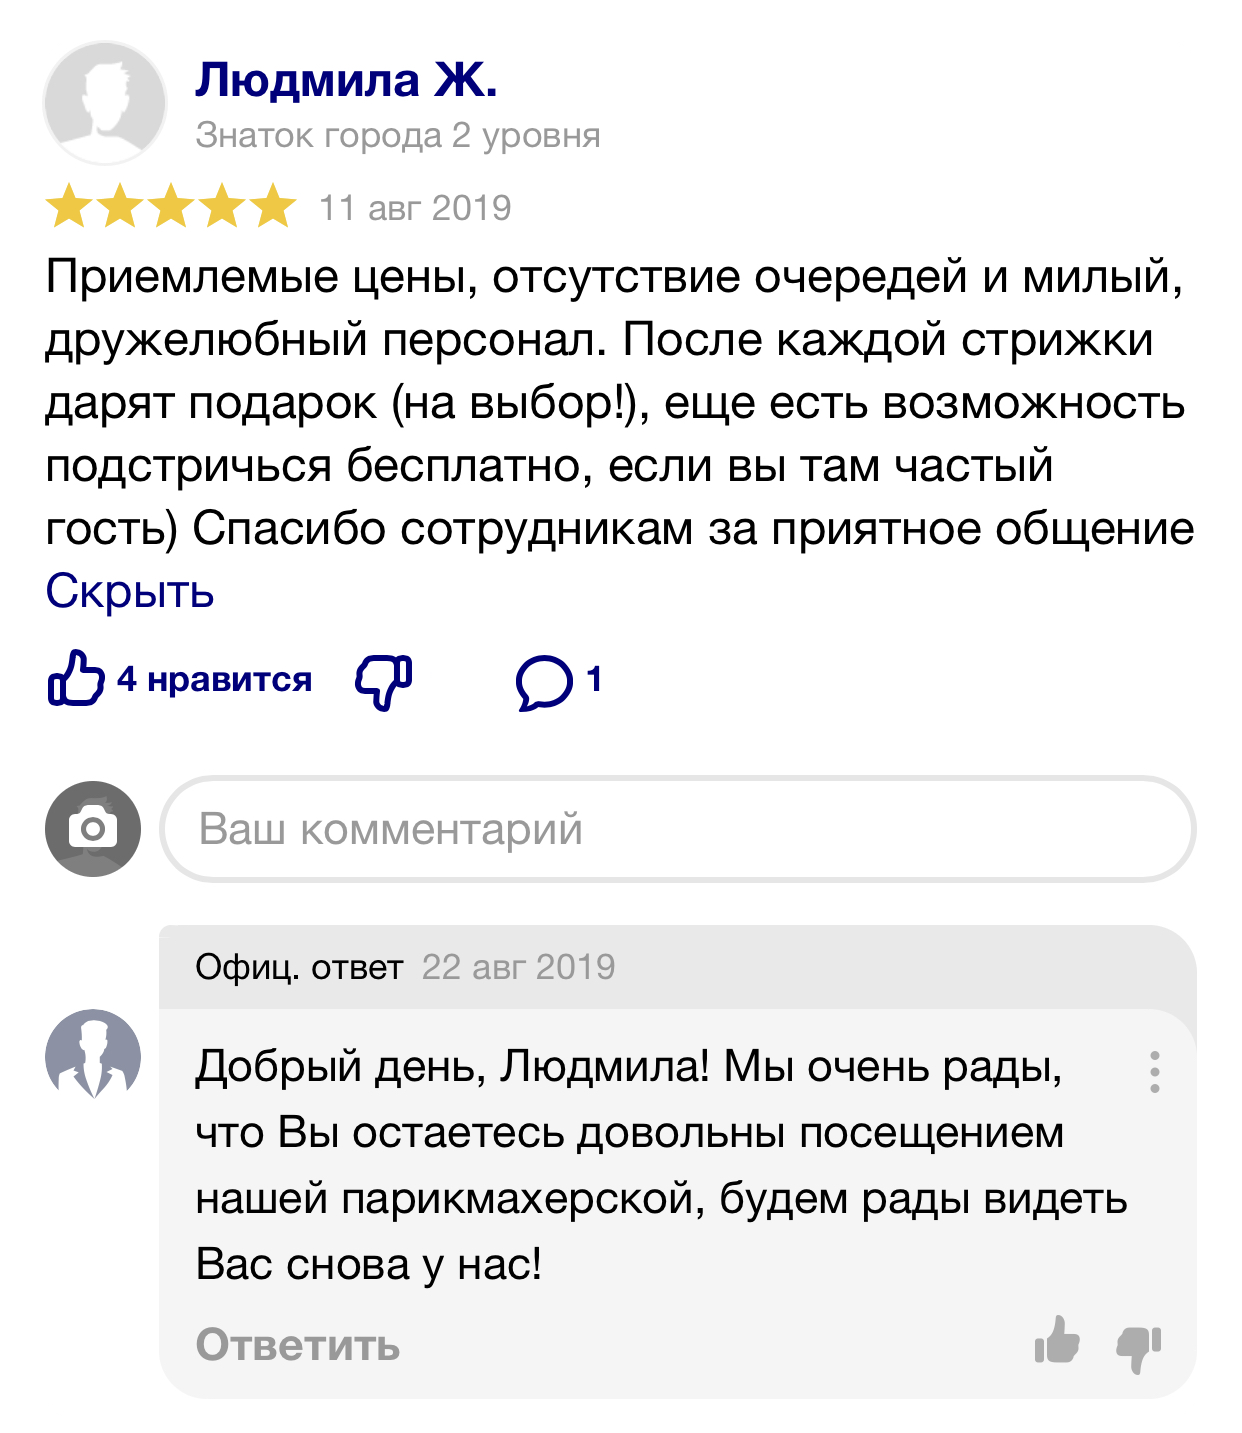 Людмила Ж.
Знаток города 2 уровня
11 авг 2019
Приемлемые цены, отсутствие очередей и милый,
дружелюбный персонал. После каждой стрижки
дарят подарок (на выбор!), еще есть возможность
подстричься бесплатно, если вы там частый
гость) Спасибо сотрудникам за приятное общение
Скрыть
4 нравится 1
Ваш комментарий
Офиц. ответ 22 авг 2019
Добрый день, Людмила! Мы очень рады,
что Вы остаетесь довольны посещением
нашей парикмахерской, будем рады видеть
Вас снова у нас!
Ответить